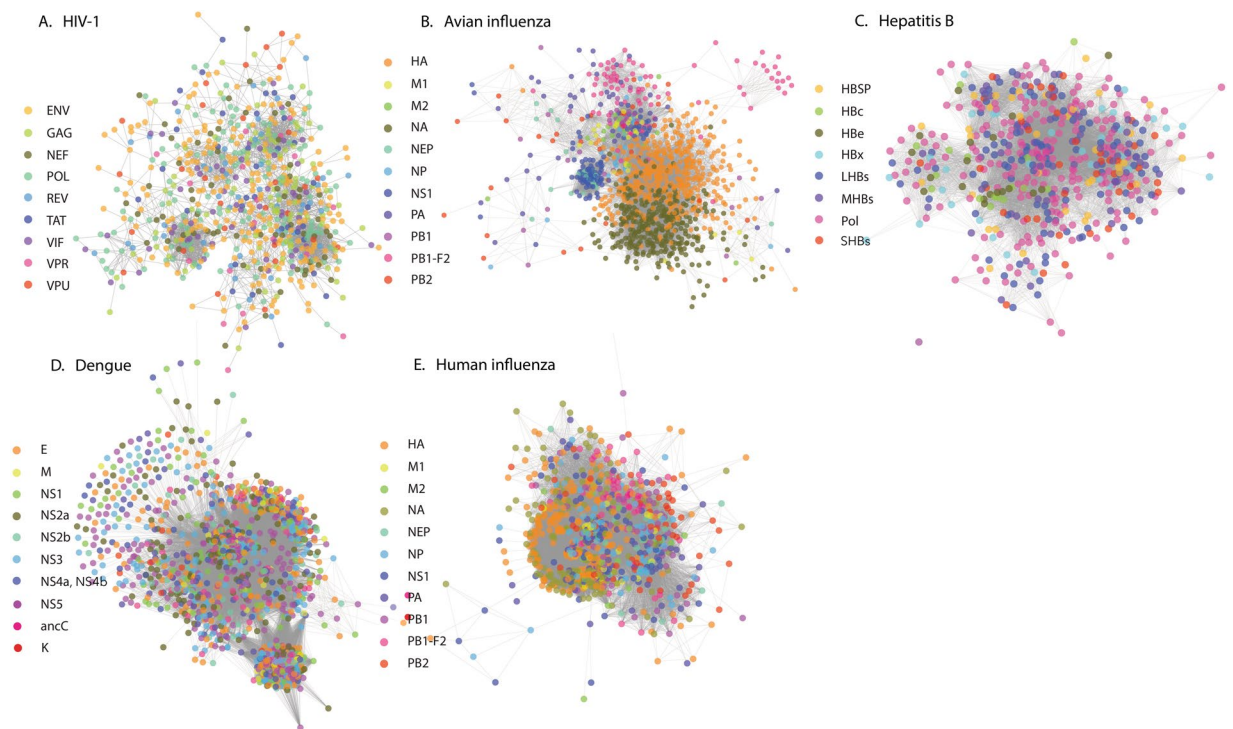 A. HIV-1
ENV
GAG
NEF
POL
REV
TAT
VIF
VPR
VPU
B. Avian influenza
HA
M1
M2
NA
NEP
NP
NS1
PA
PB1
PB1-F2
PB2
C. Hepatitis B
HBSP
HBc
HBe
HBx
LHBs
MHBs
Pol
SHBs
D. Dengue
E
M
NS1
NS2a
NS2b
NS3
NS4a, NS4b
NS5
ancC
K
E. Human influenza
HA
M1
M2
NA
NEP
NP
NS1
PA
PB1
PB1-F2
PB2